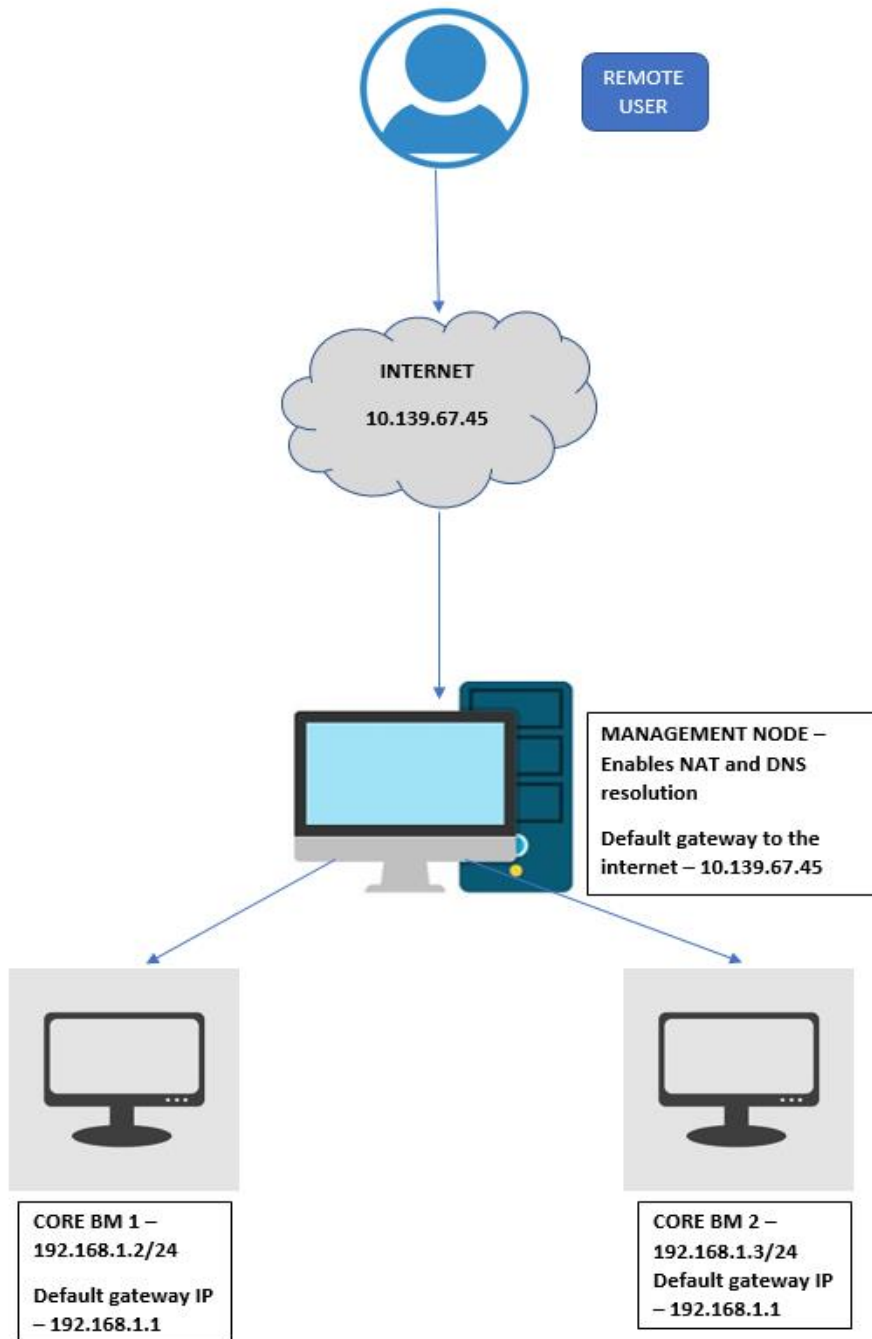 REMOTE
USER
INTERNET
10.139.67.45
MANAGEMENT NODE –
Enables NAT and DNS
resolution
Default gateway to the
internet – 10.139.67.45
CORE BM 1 –
192.168.1.2/24
Default gateway IP
– 192.168.1.1
CORE BM 2 –
192.168.1.3/24
Default gateway IP
– 192.168.1.1